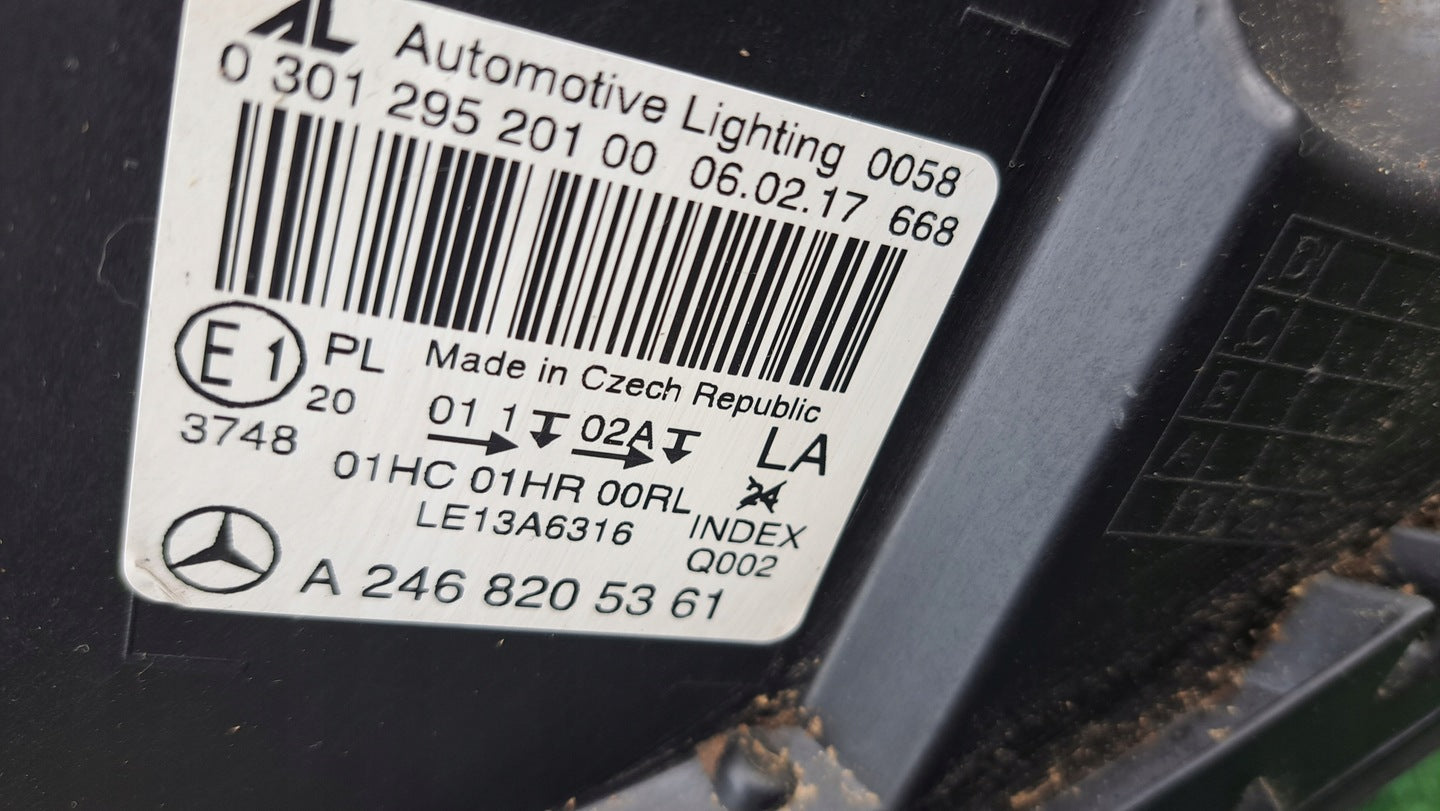 AL Automotive Lighting 0058
0 301 295 201 00 06.02.17 668
E1 PL Made in Czech Republic
20 01 1 02A LA
3748
01HC 01HR 00RL 24
LE13A6316 INDEX
Q002
A 246 820 53 61
C
B
A